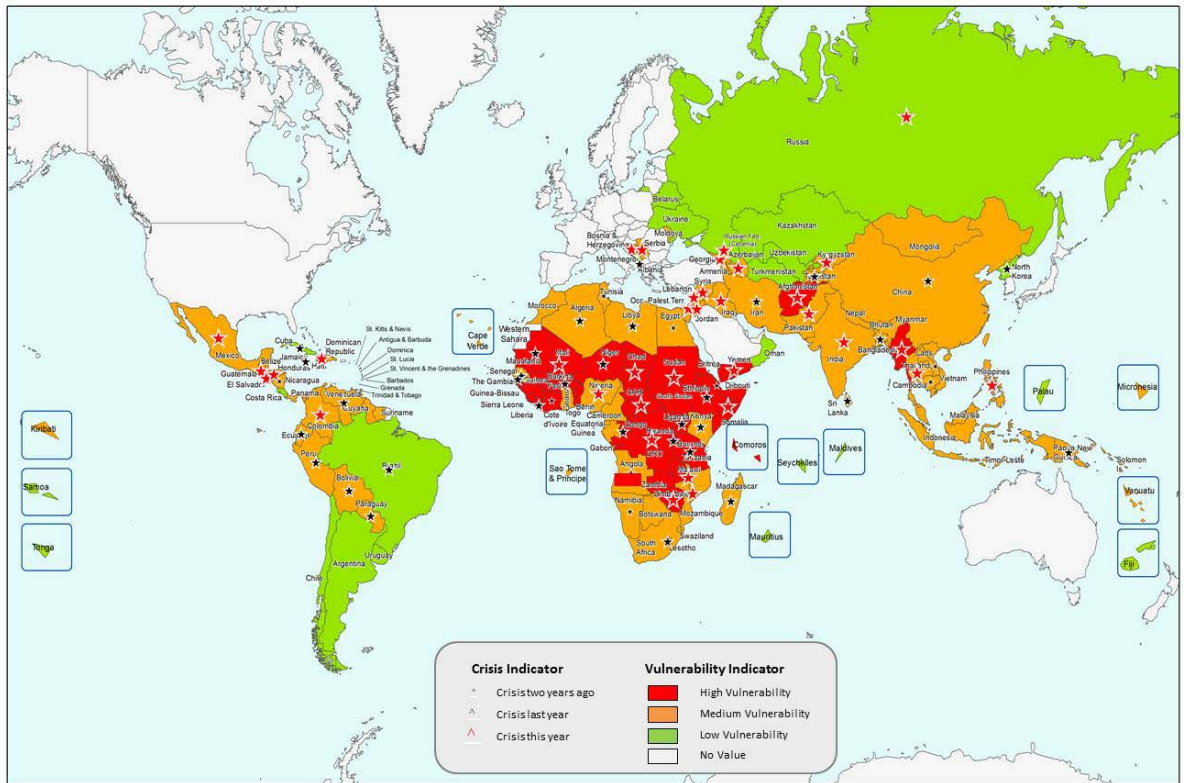 Russia
Belarus
Ukraine
Moldova
Kazakhstan
Bosnia &
Herzegovina
Serbia
Montenegro
Albania
Georgia
Azerbaijan
Armenia
Uzbekistan
Turkmenistan
Kyrgyzstan
Mongolia
North
Korea
China
Tunisia
Lebanon
Syria
Occ. Palest.Terr.
Jordan
Iraq
Iran
Afghanistan
Pakistan
Nepal
Bhutan
Bangladesh
India
Myanmar
Laos
Vietnam
Cambodia
Philippines
Sri
Lanka
Malaysia
Indonesia
Timor-Leste
Papua New
Solomon Is.
Morocco
Algeria
Libya
Egypt
Western
Sahara
Cape
Verde
Mauritania
Mali
Niger
Chad
Sudan
Eritrea
Yemen
Oman
Djibouti
Senegal
The Gambia
Guinea-Bissau
Guinea
Sierra Leone
Liberia
Cote
d'Ivoire
Togo
Benin
Nigeria
Cameroon
Equatorial
Guinea
Gabon
Congo
CAR
South Sudan
Ethiopia
Somalia
Uganda
Kenya
Rwanda
Burundi
DRC
Tanzania
Sao Tome
& Principe
Angola
Zambia
Malawi
Mozambique
Madagascar
Namibia
Botswana
South
Africa
Swaziland
Lesotho
Comoros
Seychelles
Maldives
Mauritius
Mexico
Cuba
Belize
Jamaica
Honduras
Guatemala
El Salvador
Nicaragua
Costa Rica
Panama
Dominican
Republic
St. Kitts & Nevis
Antigua & Barbuda
Dominica
St. Lucia
St. Vincent & the Grenadines
Barbados
Grenada
Trinidad & Tobago
Venezuela
Guyana
Suriname
Colombia
Ecuador
Peru
Brazil
Bolivia
Paraguay
Uruguay
Argentina
Chile
Kiribati
Samoa
Tonga
Palau
Micronesia
Vanuatu
Fiji
Crisis Indicator
Crisis two years ago
Crisis last year
Crisis this year
Vulnerability Indicator
High Vulnerability
Medium Vulnerability
Low Vulnerability
No Value